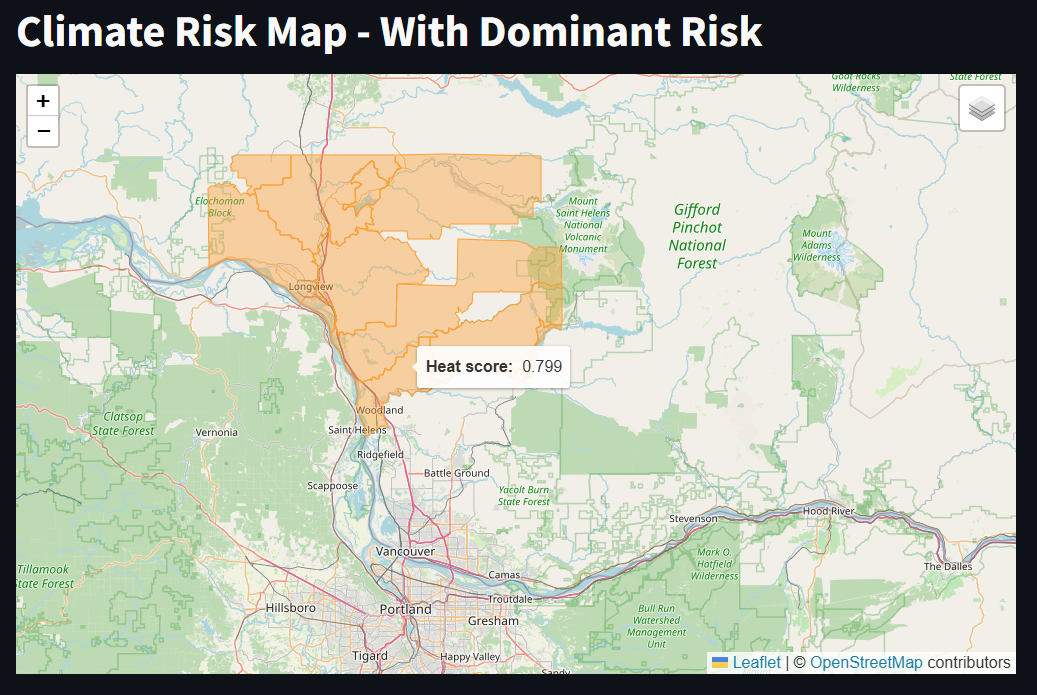 Climate Risk Map - With Dominant Risk
+
−
Goat Rocks
Wilderness
State Forest
Elochoman
Block
Mount
Saint Helens
National
Volcanic
Monument
Gifford
Pinchot
National
Forest
Mount
Adams
Wilderness
Longview
Heat score: 0.799
Clatsop
State Forest
Vernonia
Woodland
Saint Helens
Ridgefield
Battle Ground
Scappoose
Yacolt Burn
State Forest
Stevenson
Hood River
Vancouver
Mark O.
Hatfield
Wilderness
The Dalles
Tillamook
State Forest
Camas
Troutdale
Hillsboro
Portland
Gresham
Bull Run
Watershed
Management
Unit
Tigard
Happy Valley
Sandy
Leaflet | © OpenStreetMap contributors